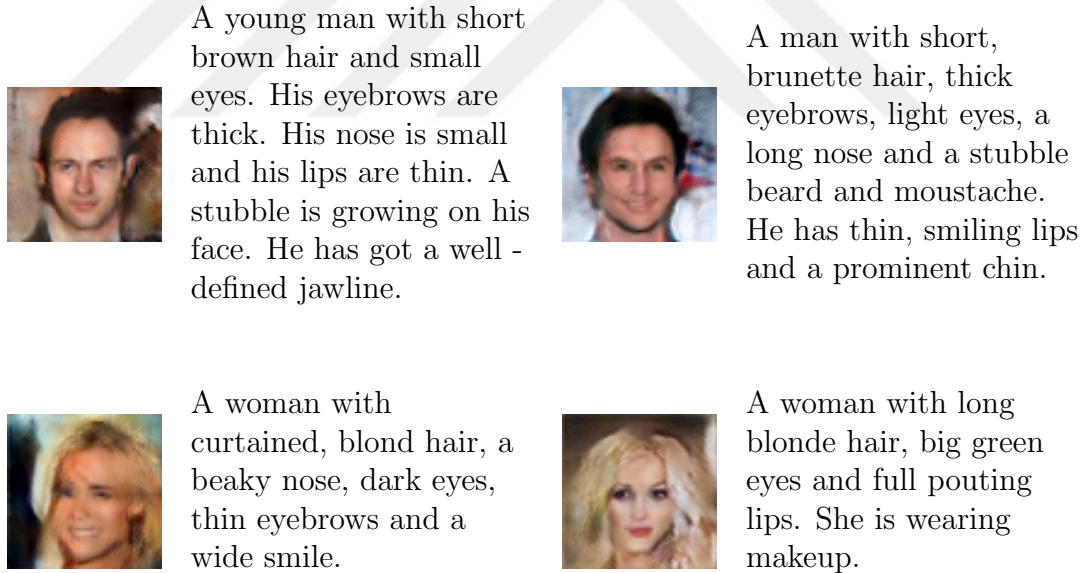 A young man with short
brown hair and small
eyes. His eyebrows are
thick. His nose is small
and his lips are thin. A
stubble is growing on his
face. He has got a well -
defined jawline.
A man with short,
brunette hair, thick
eyebrows, light eyes, a
long nose and a stubble
beard and moustache.
He has thin, smiling lips
and a prominent chin.
A woman with
curtained, blond hair, a
beaky nose, dark eyes,
thin eyebrows and a
wide smile.
A woman with long
blonde hair, big green
eyes and full pouting
lips. She is wearing
makeup.